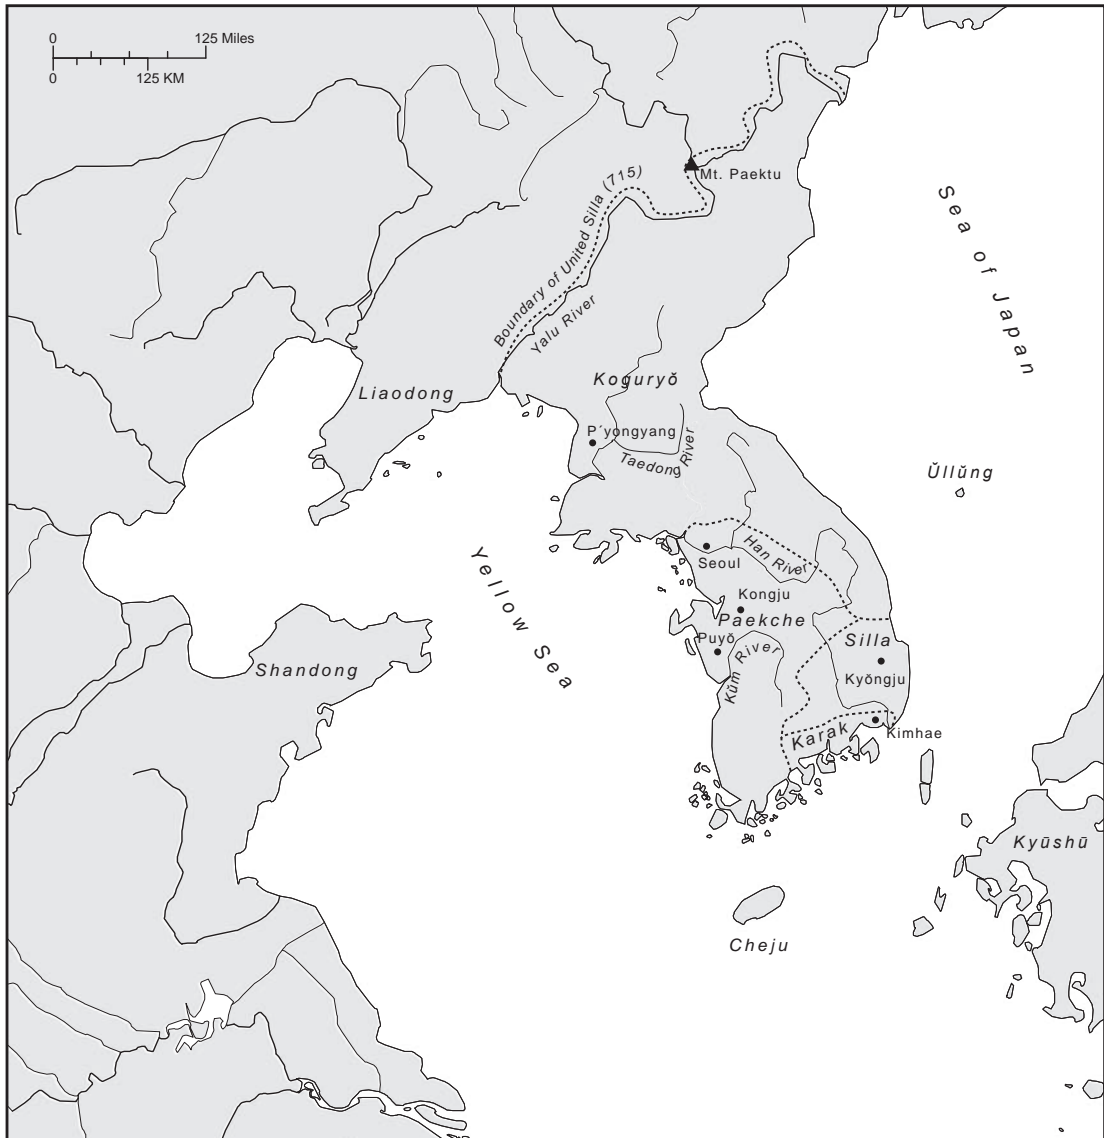 0 125 Miles
0 125 KM
Mt. Paektu
Boundary of United Silla (715)
Sea of Japan
Yalu River
Koguryŏ
Liaodong
P'yongyang
Taedong River
Ŭllŭng
Yellow Sea
Han River
Seoul
Kongju
Paekche
Puyŏ
Silla
Shandong
Kŭm River
Kyŏngju
Karak
Kimhae
Kyūshū
Cheju